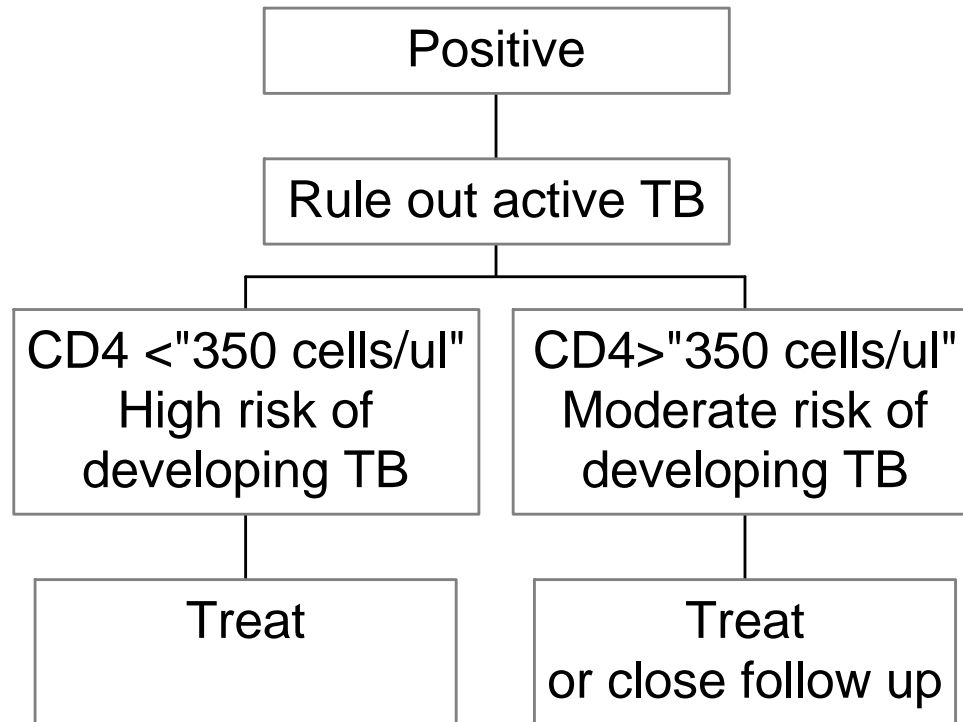 Positive
Rule out active TB
CD4 <"350 cells/ul"
High risk of
developing TB
CD4>"350 cells/ul"
Moderate risk of
developing TB
Treat
Treat
or close follow up